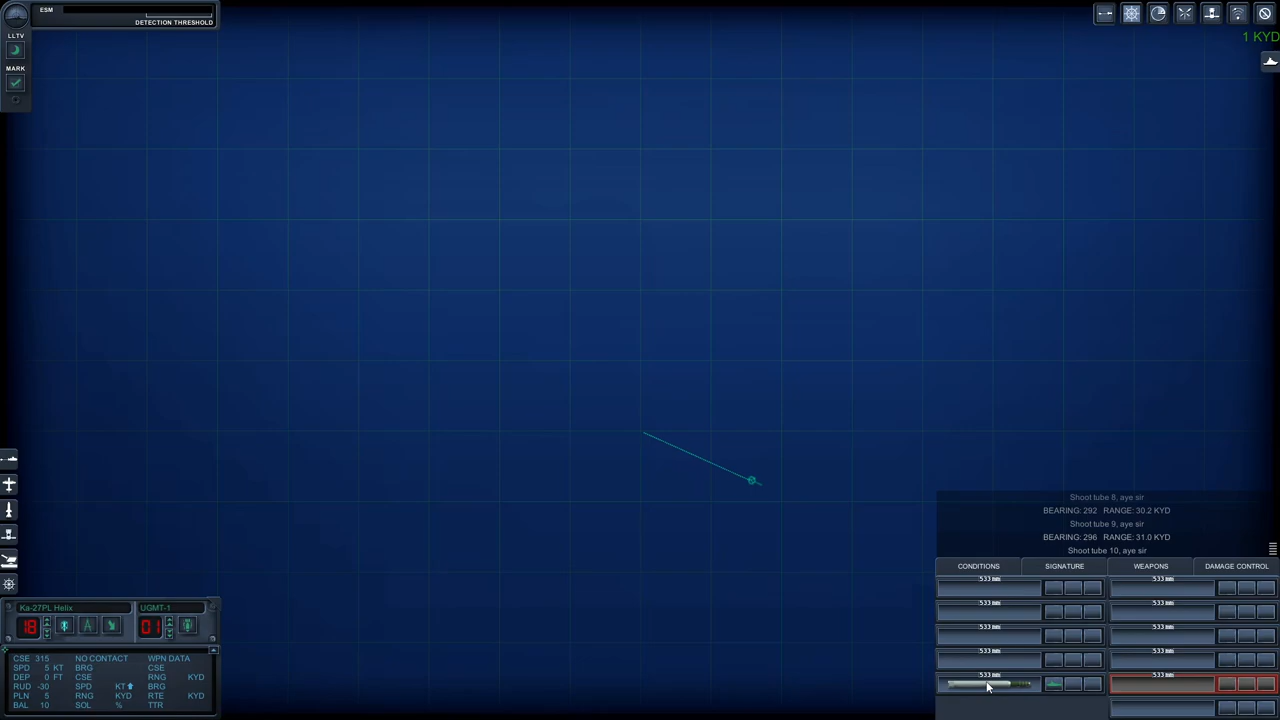 ESM
DETECTION THRESHOLD
LLTV
MARK
1 KYD
Shoot tube 8, aye sir
BEARING: 292 RANGE: 30.2 KYD
Shoot tube 9, aye sir
BEARING: 296 RANGE: 31.0 KYD
Shoot tube 10, aye sir
CONDITIONS SIGNATURE WEAPONS DAMAGE CONTROL
533 mm 533 mm
533 mm 533 mm
533 mm 533 mm
533 mm 533 mm
533 mm 533 mm
Ka-27PL Helix UGMT-1
18 01
CSE 315 NO CONTACT WPN DATA
SPD 5 KT BRG CSE
DEP 0 FT CSE RNG KYD
RUD -30 SPD KT BRG
PLN 5 RNG KYD RTE KYD
BAL 10 SOL % TTR